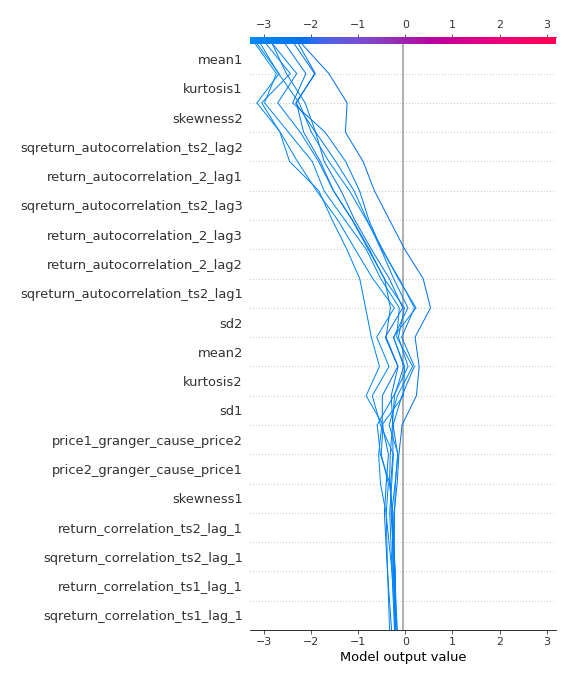 −3 −2 −1 0 1 2 3
mean1
kurtosis1
skewness2
sqreturn_autocorrelation_ts2_lag2
return_autocorrelation_2_lag1
sqreturn_autocorrelation_ts2_lag3
return_autocorrelation_2_lag3
return_autocorrelation_2_lag2
sqreturn_autocorrelation_ts2_lag1
sd2
mean2
kurtosis2
sd1
price1_granger_cause_price2
price2_granger_cause_price1
skewness1
return_correlation_ts2_lag_1
sqreturn_correlation_ts2_lag_1
return_correlation_ts1_lag_1
sqreturn_correlation_ts1_lag_1
−3 −2 −1 0 1 2 3
Model output value